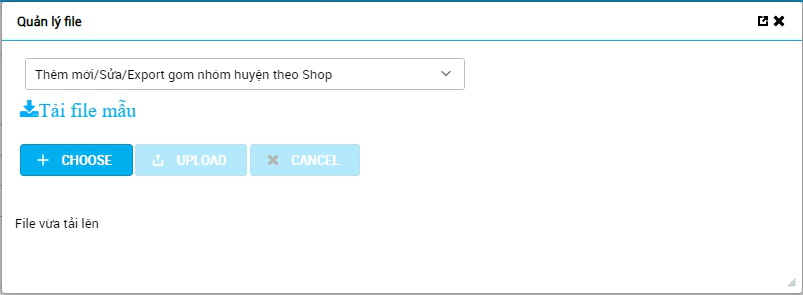 Quản lý file
Thêm mới/Sửa/Export gom nhóm huyện theo Shop
Tải file mẫu
CHOOSE
UPLOAD
CANCEL
File vừa tải lên